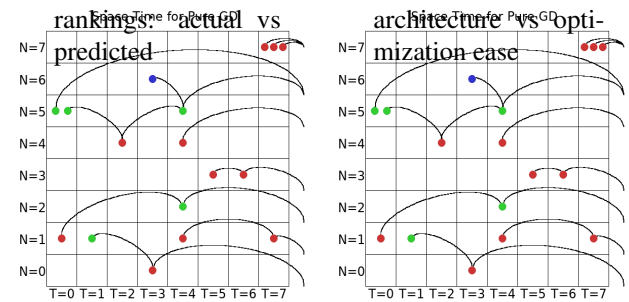 Space Time for Pure GD
rankings: actual vs
predicted
N=7
N=6
N=5
N=4
N=3
N=2
N=1
N=0
T=0 T=1 T=2 T=3 T=4 T=5 T=6 T=7
Space Time for Pure GD
architecture vs opti-
mization ease
N=7
N=6
N=5
N=4
N=3
N=2
N=1
N=0
T=0 T=1 T=2 T=3 T=4 T=5 T=6 T=7